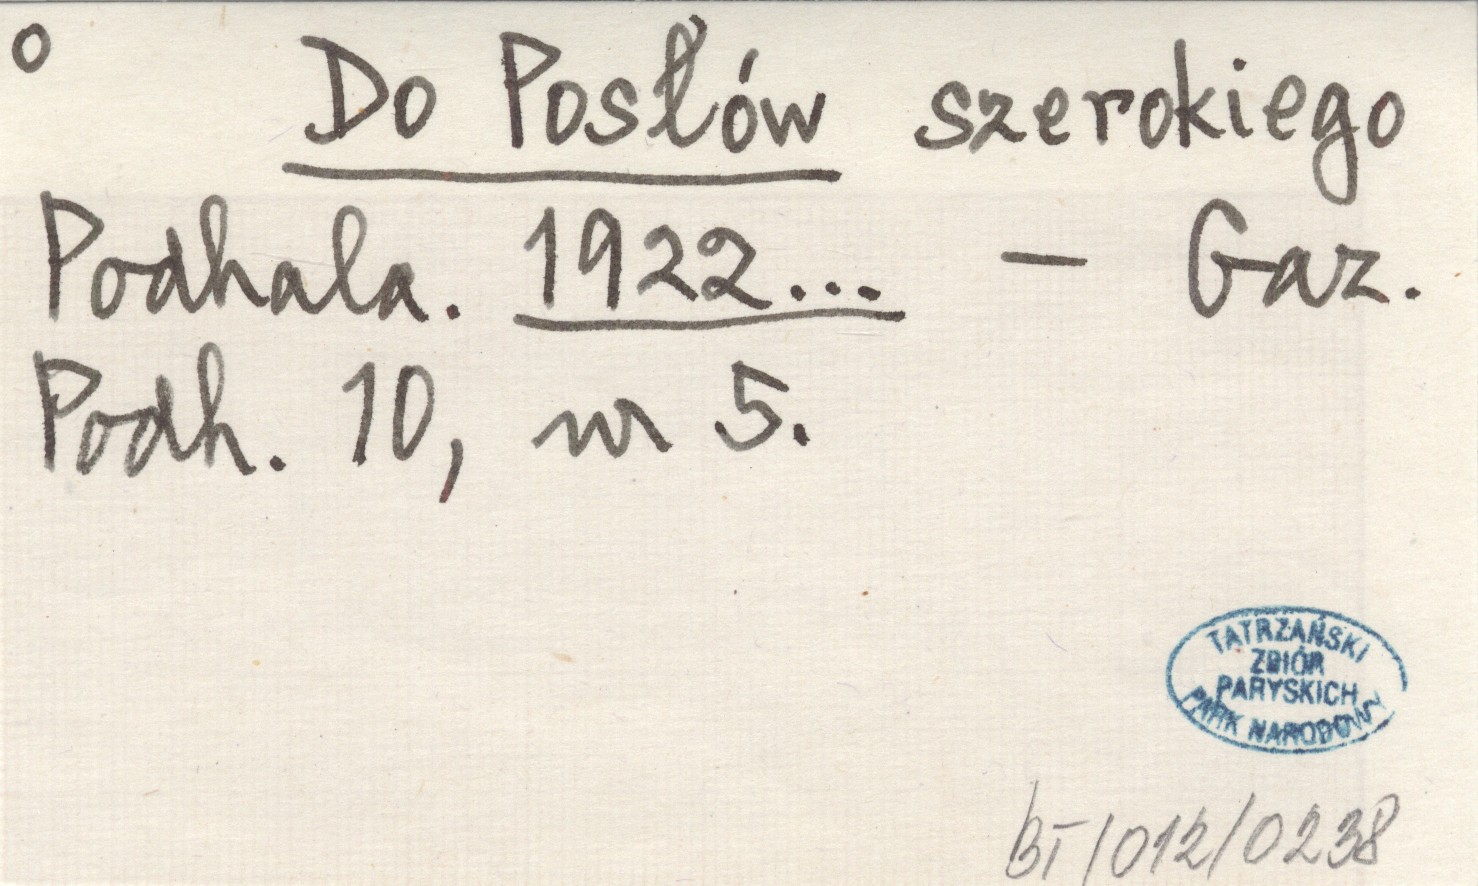 o Do Posłów szerokiego
Podhala. 1922... – Gaz.
Podh. 10, nr 5.
TATRZAŃSKI
ZBIÓR
PARYSKICH
PARK NARODOWY
BT/012/0238